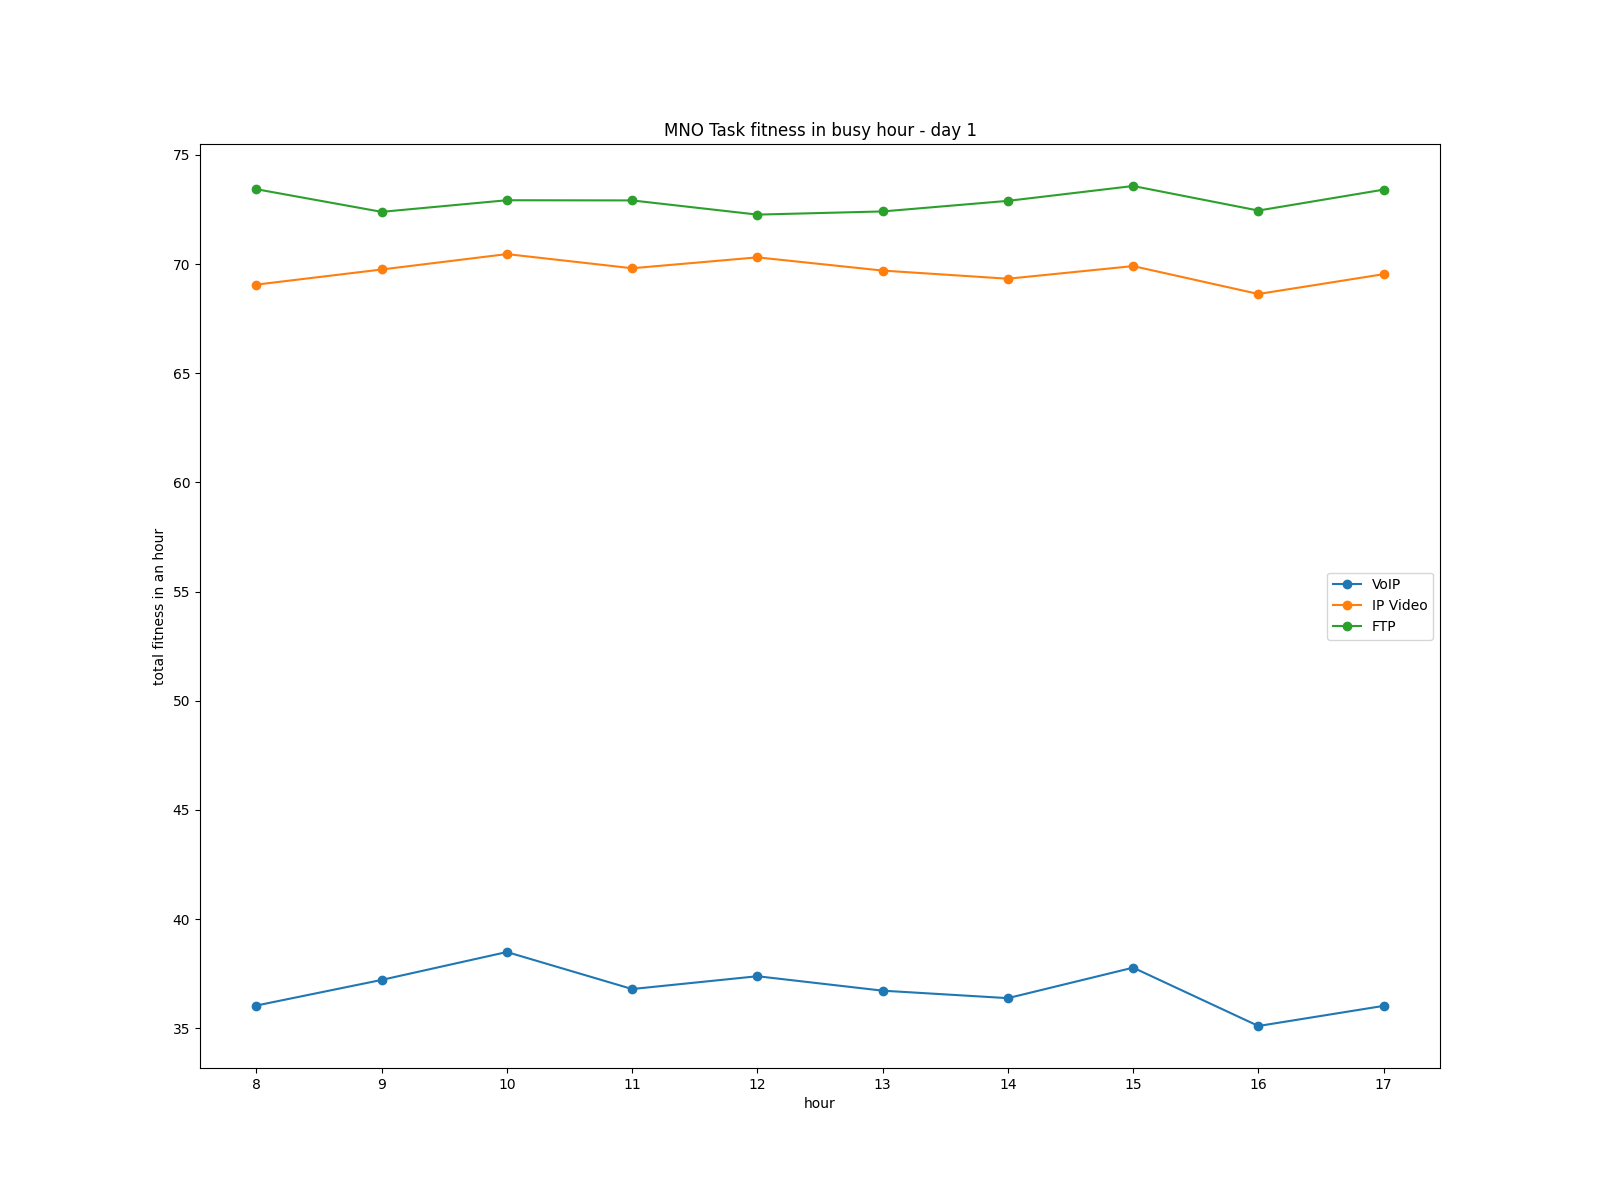 MNO Task fitness in busy hour - day 1
75
70
65
60
55
50
45
40
35
total fitness in an hour
VoIP
IP Video
FTP
8 9 10 11 12 13 14 15 16 17
hour